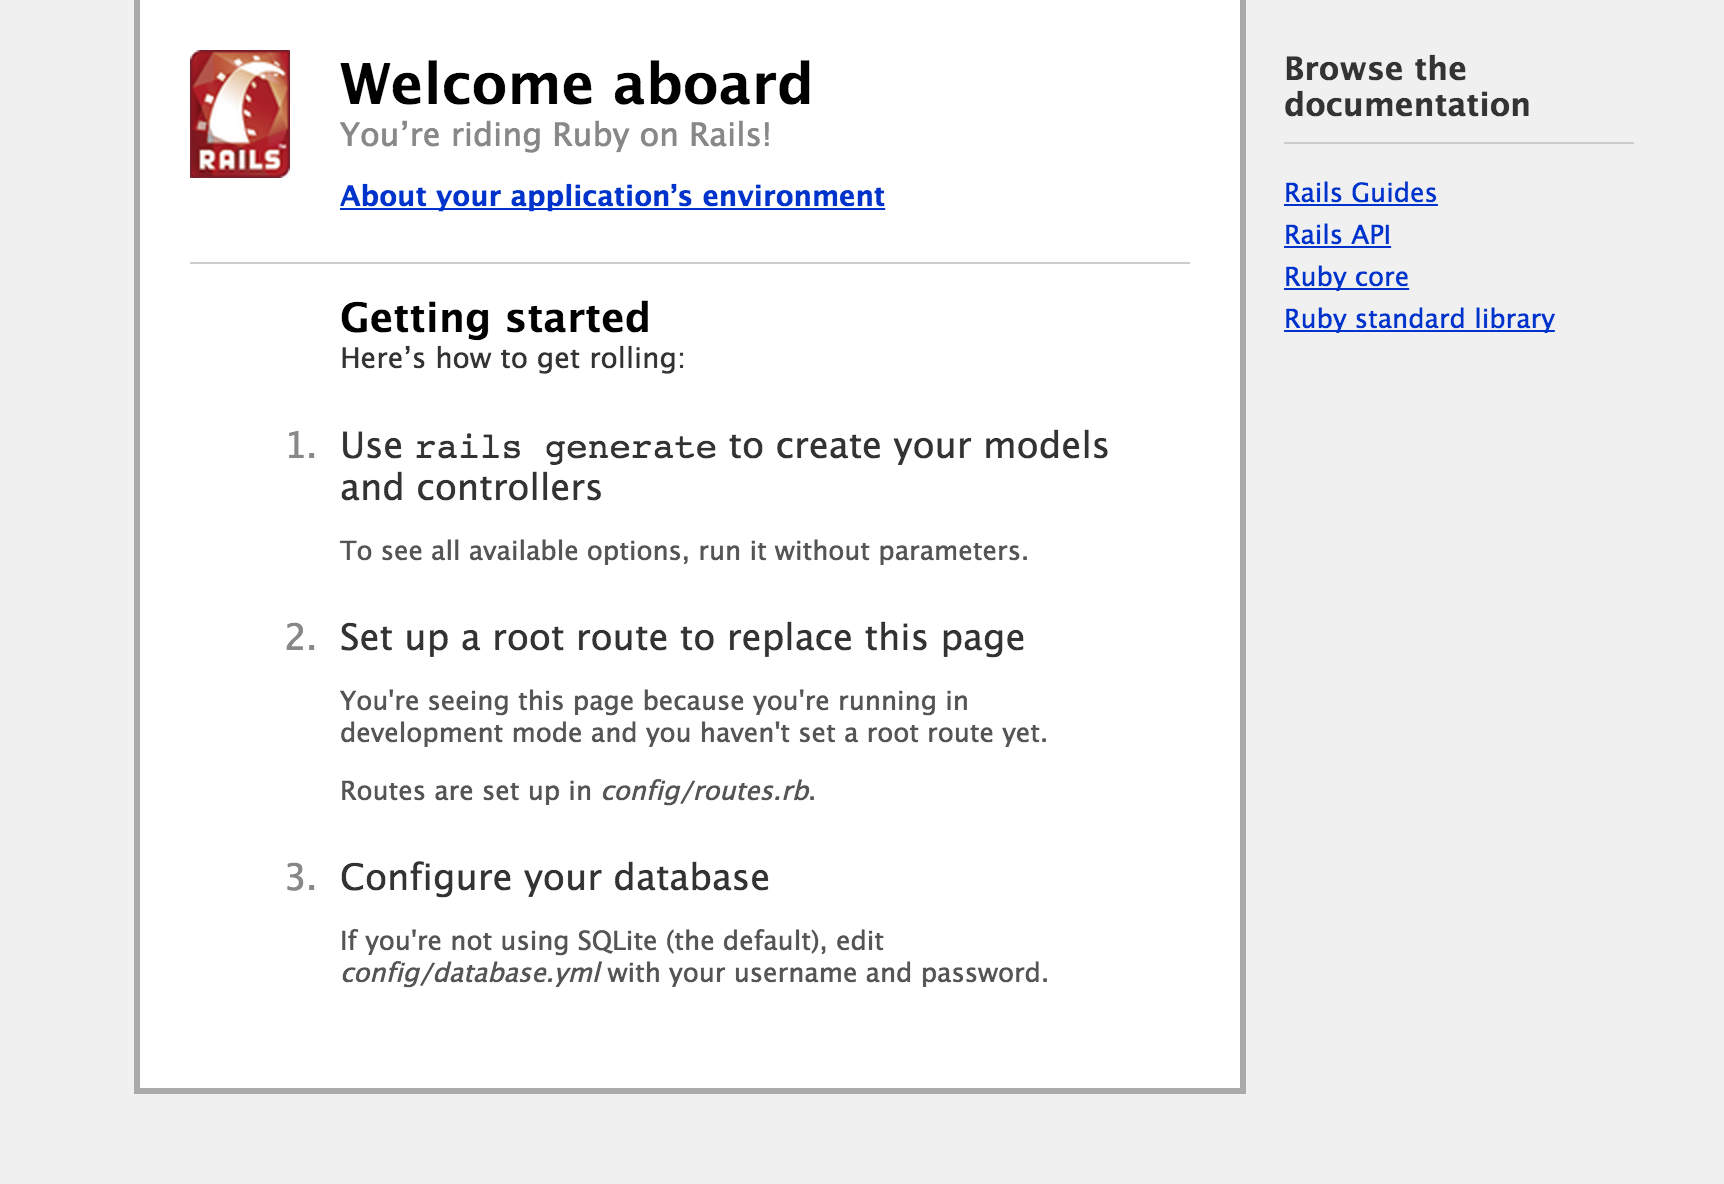 RAILS™
Welcome aboard
You’re riding Ruby on Rails!
About your application’s environment
Getting started
Here’s how to get rolling:
1. Use rails generate to create your models
and controllers
To see all available options, run it without parameters.
2. Set up a root route to replace this page
You're seeing this page because you're running in
development mode and you haven't set a root route yet.
Routes are set up in config/routes.rb.
3. Configure your database
If you're not using SQLite (the default), edit
config/database.yml with your username and password.
Browse the
documentation
Rails Guides
Rails API
Ruby core
Ruby standard library